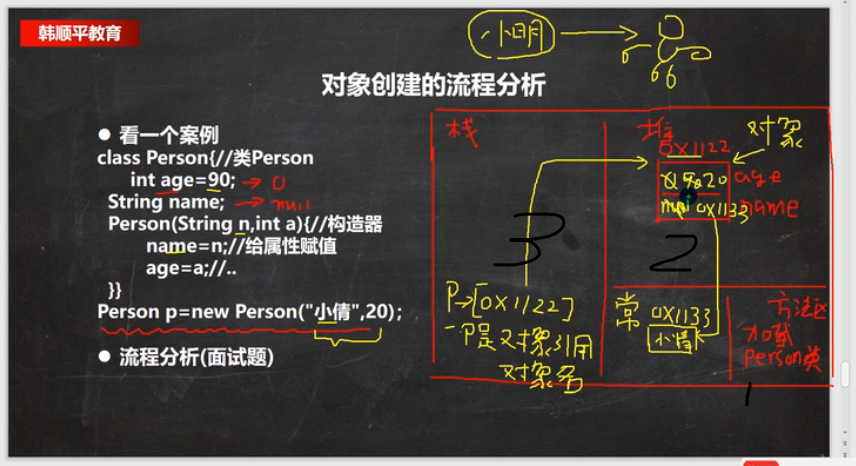 韩顺平教育
小明
对象创建的流程分析
● 看一个案例
class Person{//类Person
int age=90; → 0
String name; → null
Person(String n,int a){//构造器
name=n;//给属性赋值
age=a;//..
}}
Person p=new Person("小倩",20);
● 流程分析(面试题)
栈
堆
对象
0x1122
age
0x1133 name
3
2
p→[0x1122]
p是对象引用
对象名
常
0x1133
小倩
方法区
加载
Person类
1